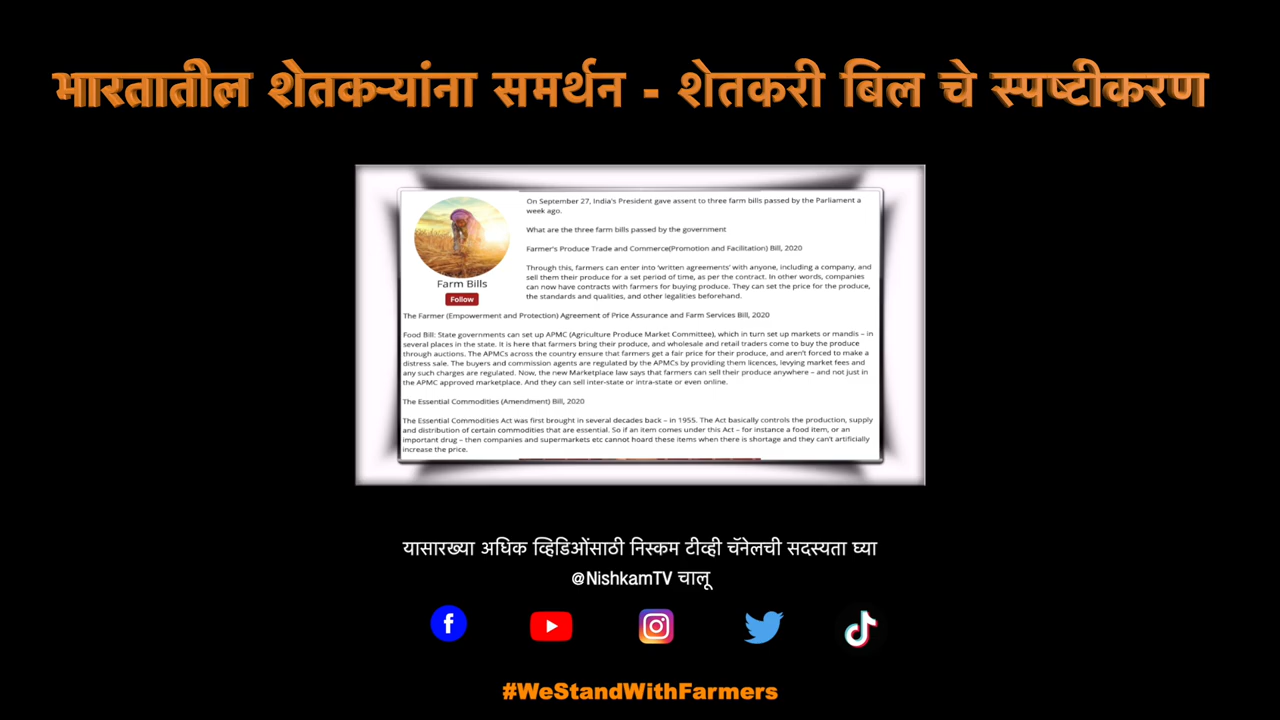 भारतातील शेतकऱ्यांना समर्थन - शेतकरी बिल चे स्पष्टीकरण
On September 27, India's President gave assent to three farm bills passed by the Parliament a
week ago.
What are the three farm bills passed by the government
Farmer's Produce Trade and Commerce(Promotion and Facilitation) Bill, 2020
Through this, farmers can enter into 'written agreements' with anyone, including a company, and
sell them their produce for a set period of time, as per the contract. In other words, companies
can now have contracts with farmers for buying produce. They can set the price for the produce,
the standards and qualities, and other legalities beforehand.
Farm Bills
Follow
The Farmer (Empowerment and Protection) Agreement of Price Assurance and Farm Services Bill, 2020
Food Bill: State governments can set up APMC (Agriculture Produce Market Committee), which in turn set up markets or mandis – in
several places in the state. It is here that farmers bring their produce, and wholesale and retail traders come to buy the produce
through auctions. The APMCs across the country ensure that farmers get a fair price for their produce, and aren't forced to make a
distress sale. The buyers and commission agents are regulated by the APMCs by providing them licences, levying market fees and
any such charges are regulated. Now, the new Marketplace law says that farmers can sell their produce anywhere – and not just in
the APMC approved marketplace. And they can sell inter-state or intra-state or even online.
The Essential Commodities (Amendment) Bill, 2020
The Essential Commodities Act was first brought in several decades back – in 1955. The Act basically controls the production, supply
and distribution of certain commodities that are essential. So if an item comes under this Act – for instance a food item, or an
important drug – then companies and supermarkets etc cannot hoard these items when there is shortage and they can't artificially
increase the price.
यासारख्या अधिक व्हिडिओंसाठी निस्कम टीव्ही चॅनेलची सदस्यता घ्या
@NishkamTV चालू
#WeStandWithFarmers